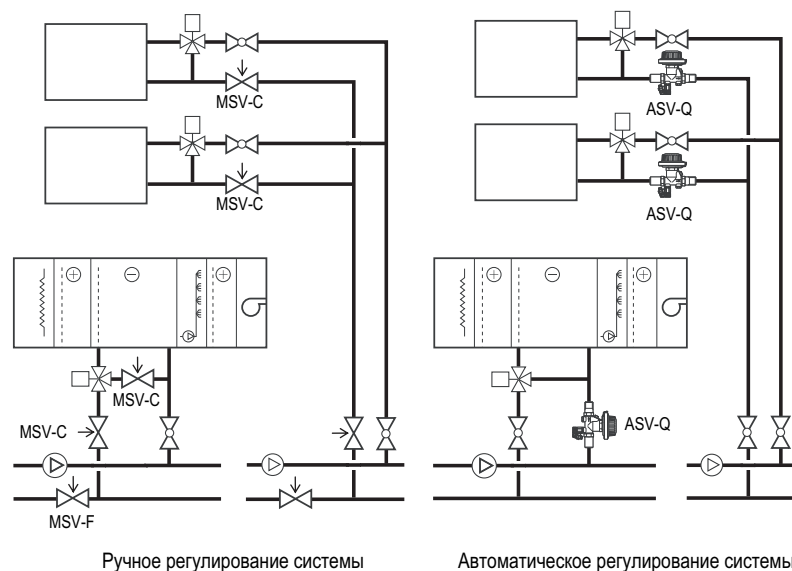 MSV-C
ASV-Q
MSV-C
ASV-Q
MSV-C
MSV-C
ASV-Q
MSV-F
Ручное регулирование системы
Автоматическое регулирование системы